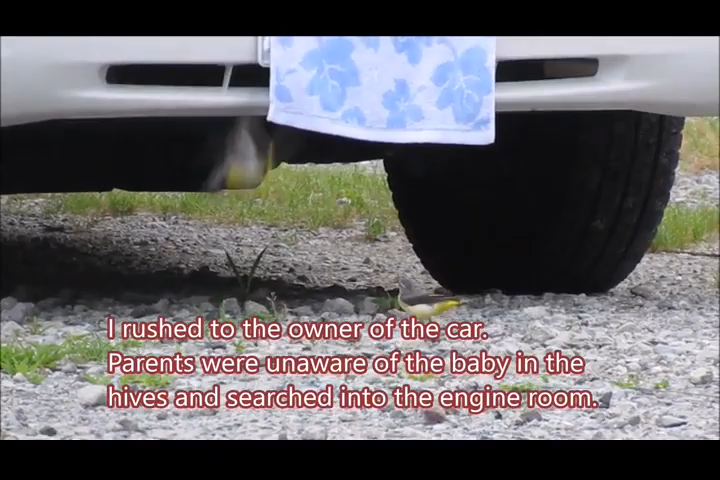 I rushed to the owner of the car.
Parents were unaware of the baby in the
hives and searched into the engine room.